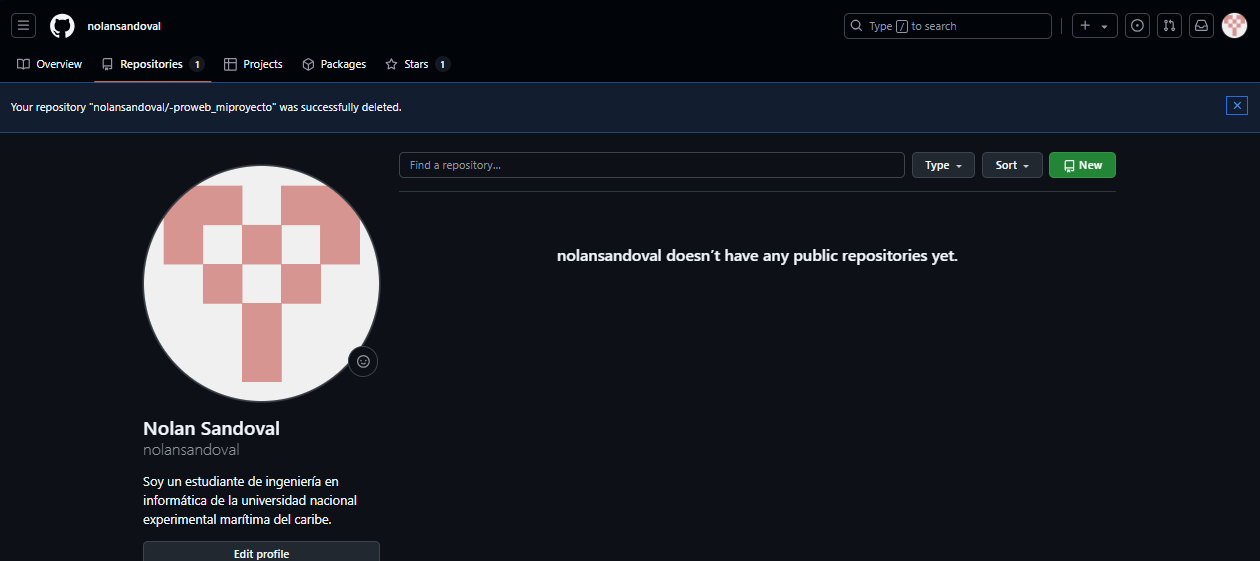 nolansandoval
Type / to search
Overview
Repositories 1
Projects
Packages
Stars 1
Your repository "nolansandoval/-proweb_miproyecto" was successfully deleted.
Find a repository...
Type
Sort
New
nolansandoval doesn’t have any public repositories yet.
Nolan Sandoval
nolansandoval
Soy un estudiante de ingeniería en
informática de la universidad nacional
experimental marítima del caribe.
Edit profile